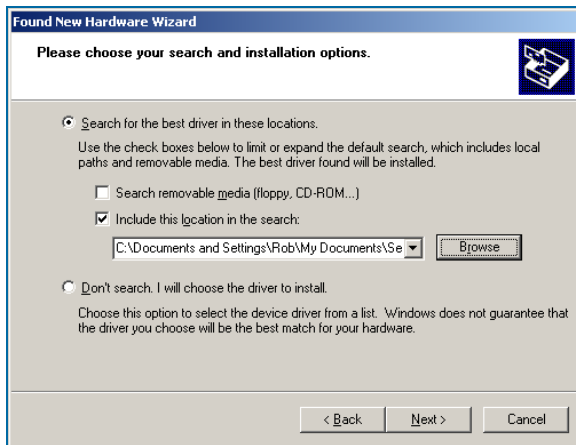 Found New Hardware Wizard
Please choose your search and installation options.
Search for the best driver in these locations.
Use the check boxes below to limit or expand the default search, which includes local
paths and removable media. The best driver found will be installed.
Search removable media (floppy, CD-ROM...)
Include this location in the search:
C:\Documents and Settings\Rob\My Documents\Se
Browse
Don't search. I will choose the driver to install.
Choose this option to select the device driver from a list. Windows does not guarantee that
the driver you choose will be the best match for your hardware.
< Back Next > Cancel